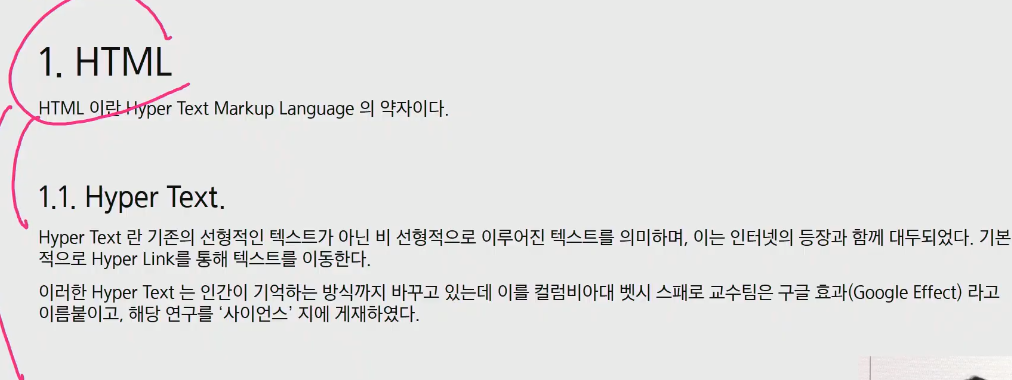 1. HTML
HTML 이란 Hyper Text Markup Language 의 약자이다.
1.1. Hyper Text.
Hyper Text 란 기존의 선형적인 텍스트가 아닌 비 선형적으로 이루어진 텍스트를 의미하며, 이는 인터넷의 등장과 함께 대두되었다. 기본
적으로 Hyper Link를 통해 텍스트를 이동한다.
이러한 Hyper Text 는 인간이 기억하는 방식까지 바꾸고 있는데 이를 컬럼비아대 벳시 스패로 교수팀은 구글 효과(Google Effect) 라고
이름붙이고, 해당 연구를 ‘사이언스’ 지에 게재하였다.